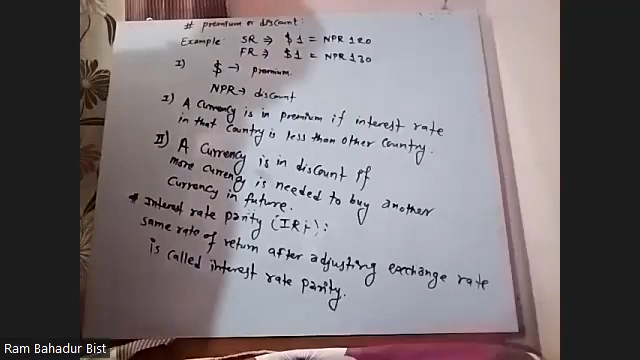 # premium or discount:
Example: SR ⇒ $1 = NPR 120
FR ⇒ $1 = NPR 130
I) $ → premium.
NPR → discount
I) A currency is in premium if interest rate
in that country is less than other country.
II) A currency is in discount if
more currency is needed to buy another
currency in future.
# Interest rate parity (IRP):
same rate of return after adjusting exchange rate
is called interest rate parity.
Ram Bahadur Bist